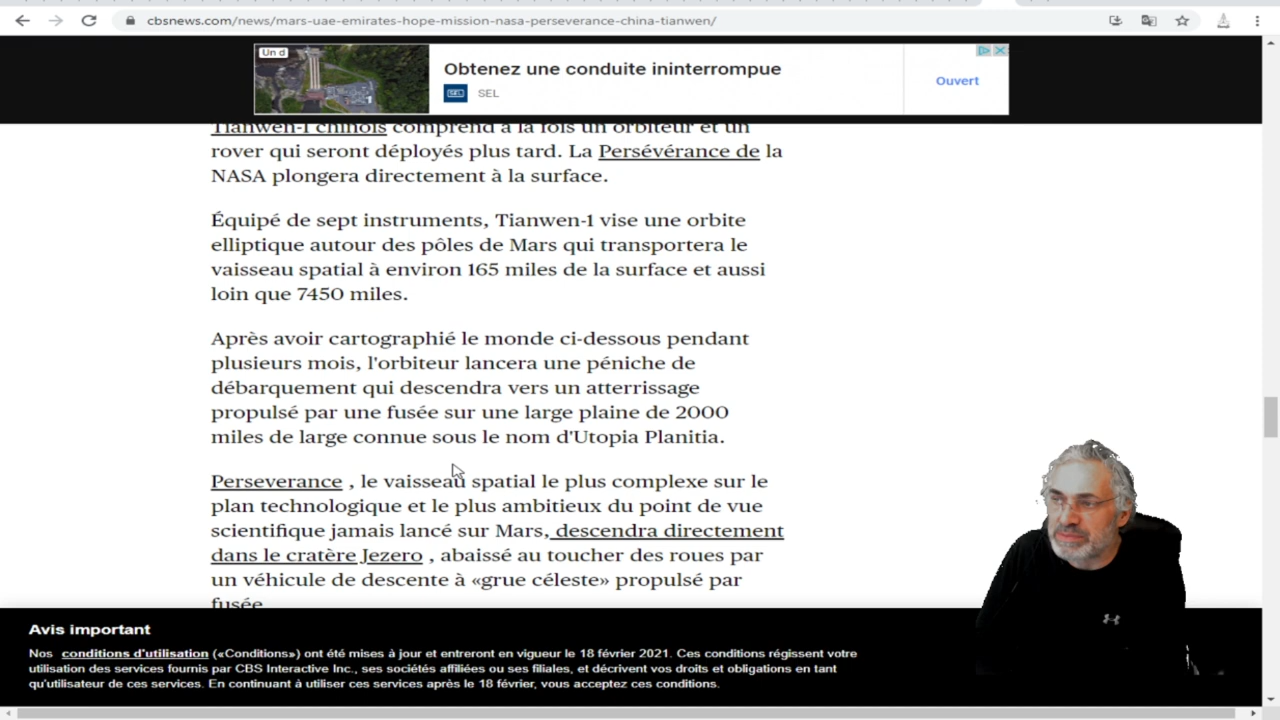 cbsnews.com/news/mars-uae-emirates-hope-mission-nasa-perseverance-china-tianwen/
Un d
Obtenez une conduite ininterrompue
SEL
SEL
Ouvert
Tianwen-1 chinois comprend à la fois un orbiteur et un
rover qui seront déployés plus tard. La Persévérance de la
NASA plongera directement à la surface.
Équipé de sept instruments, Tianwen-1 vise une orbite
elliptique autour des pôles de Mars qui transportera le
vaisseau spatial à environ 165 miles de la surface et aussi
loin que 7450 miles.
Après avoir cartographié le monde ci-dessous pendant
plusieurs mois, l'orbiteur lancera une péniche de
débarquement qui descendra vers un atterrissage
propulsé par une fusée sur une large plaine de 2000
miles de large connue sous le nom d'Utopia Planitia.
Perseverance , le vaisseau spatial le plus complexe sur le
plan technologique et le plus ambitieux du point de vue
scientifique jamais lancé sur Mars, descendra directement
dans le cratère Jezero , abaissé au toucher des roues par
un véhicule de descente à «grue céleste» propulsé par
fusée
Avis important
Nos conditions d'utilisation («Conditions») ont été mises à jour et entreront en vigueur le 18 février 2021. Ces conditions régissent votre
utilisation des services fournis par CBS Interactive Inc., ses sociétés affiliées ou ses filiales, et décrivent vos droits et obligations en tant
qu'utilisateur de ces services. En continuant à utiliser ces services après le 18 février, vous acceptez ces conditions.